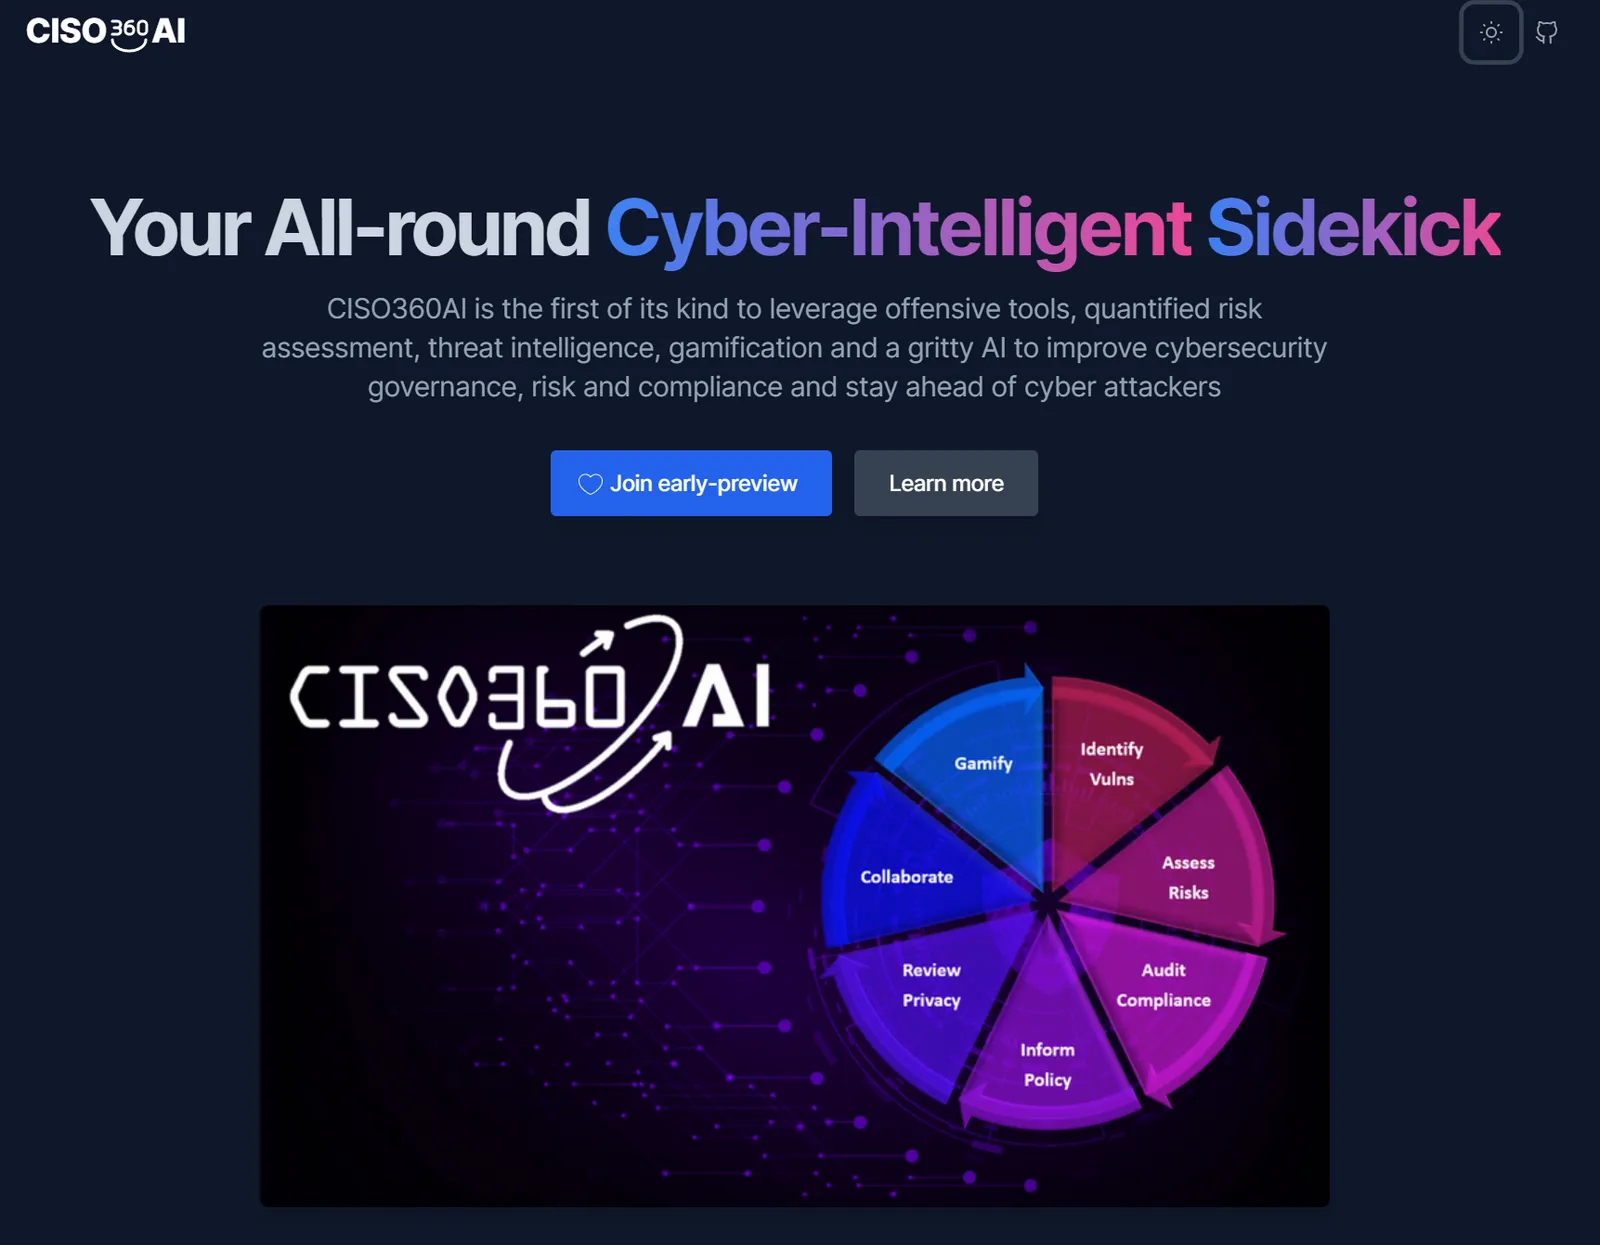 CISO360AI
Your All-round Cyber-Intelligent Sidekick
CISO360AI is the first of its kind to leverage offensive tools, quantified risk
assessment, threat intelligence, gamification and a gritty AI to improve cybersecurity
governance, risk and compliance and stay ahead of cyber attackers
Join early-preview
Learn more
CISO360 AI
Gamify
Identify
Vulns
Assess
Risks
Audit
Compliance
Inform
Policy
Review
Privacy
Collaborate